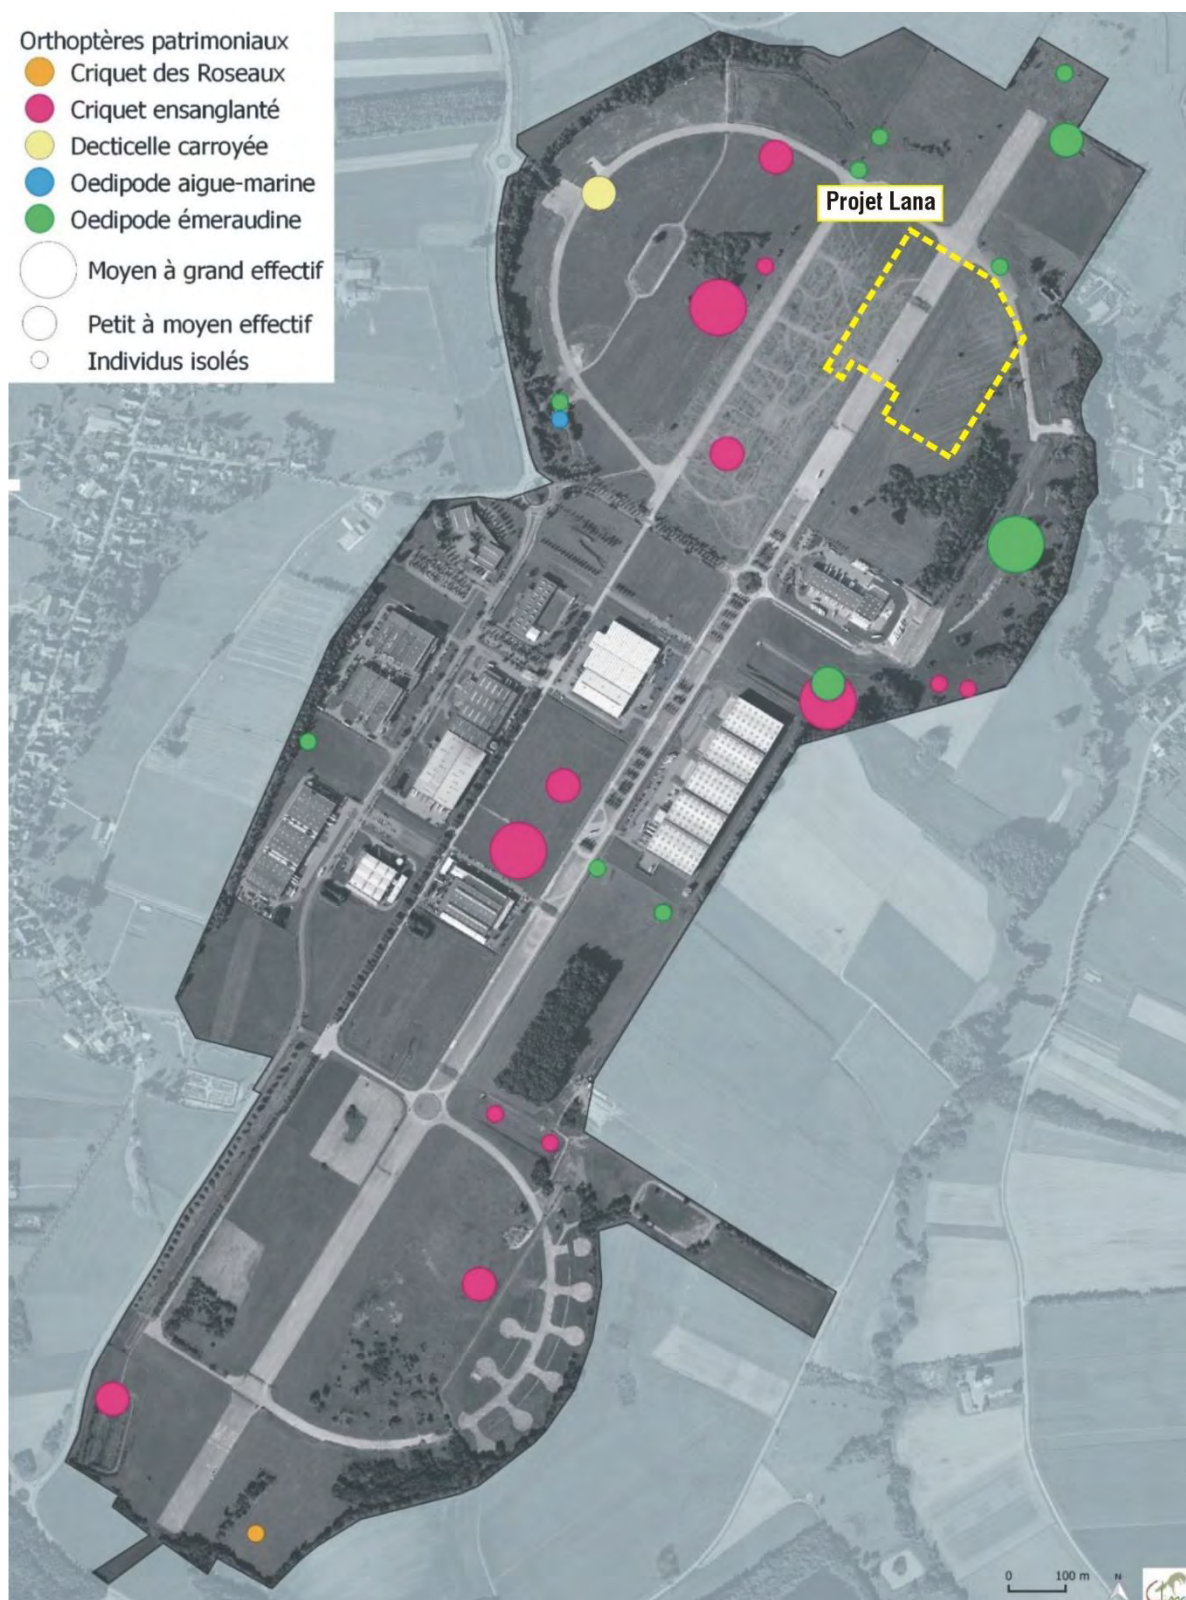 Orthoptères patrimoniaux
Criquet des Roseaux
Criquet ensanglanté
Decticelle carroyée
Oedipode aigue-marine
Oedipode émeraudine
Moyen à grand effectif
Petit à moyen effectif
Individus isolés
Projet Lana
0 100 m N